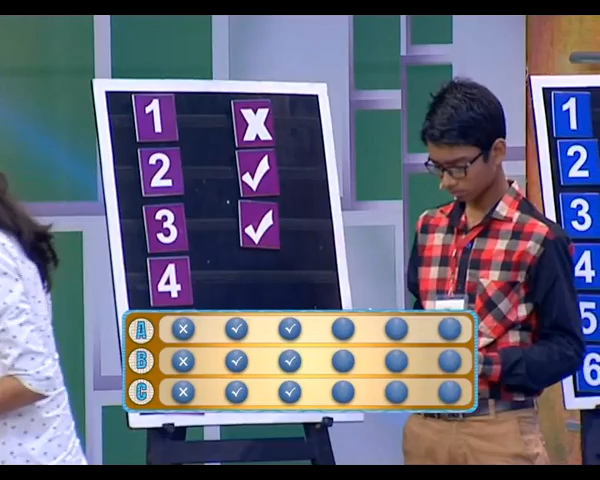 1 X
2 ✓
3 ✓
4
A X ✓ ✓
B X ✓ ✓
C X ✓ ✓
1
2
3
4
5
6